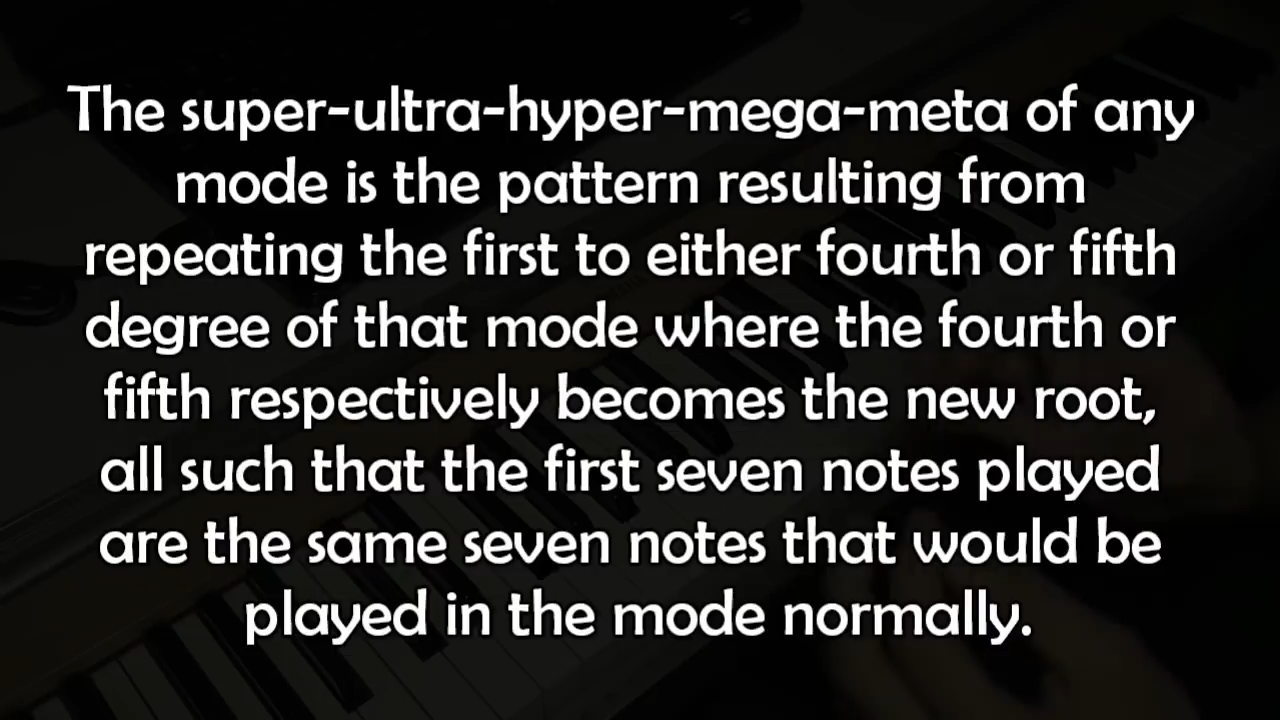 The super-ultra-hyper-mega-meta of any
mode is the pattern resulting from
repeating the first to either fourth or fifth
degree of that mode where the fourth or
fifth respectively becomes the new root,
all such that the first seven notes played
are the same seven notes that would be
played in the mode normally.